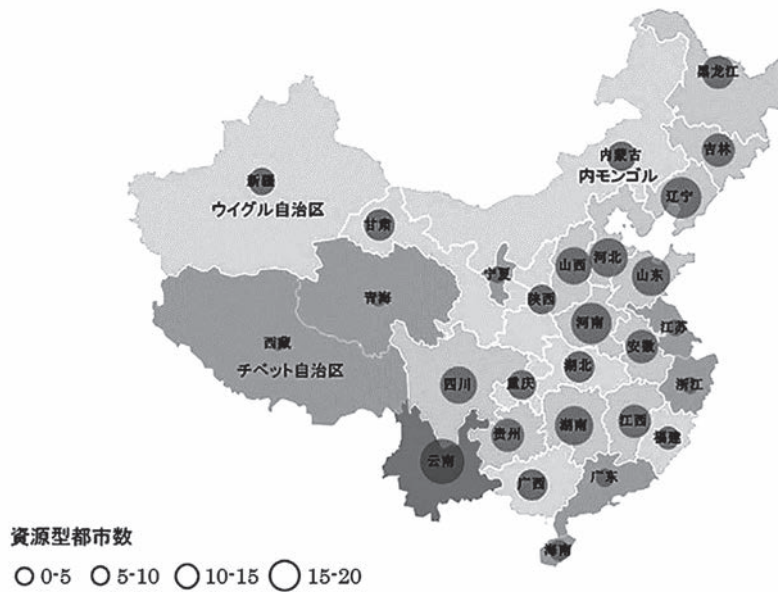 黑龙江
吉林
内蒙古
内モンゴル
辽宁
新疆
ウイグル自治区
甘肃
宁夏
山西
河北
山东
青海
陕西
河南
江苏
西藏
チベット自治区
安徽
四川
重庆
湖北
浙江
贵州
湖南
江西
福建
云南
广西
广东
海南
資源型都市数
0-5 5-10 10-15 15-20